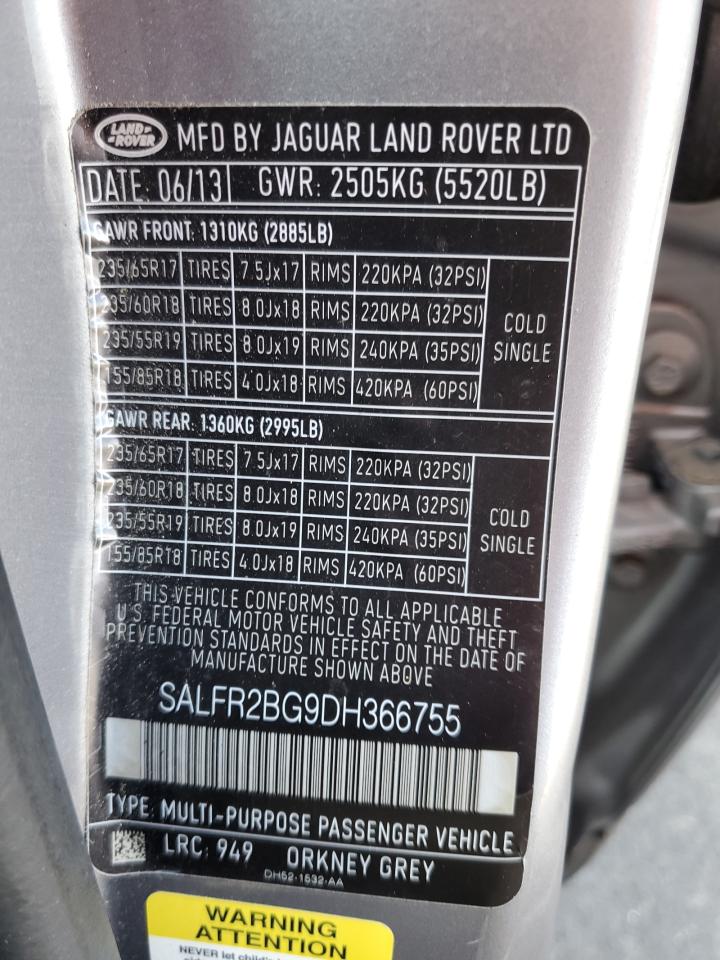 LAND ROVER MFD BY JAGUAR LAND ROVER LTD
DATE: 06/13 GWR: 2505KG (5520LB)
GAWR FRONT: 1310KG (2885LB)
235/65R17 TIRES 7.5Jx17 RIMS 220KPA (32PSI)
235/60R18 TIRES 8.0Jx18 RIMS 220KPA (32PSI)
235/55R19 TIRES 8.0Jx19 RIMS 240KPA (35PSI)
155/85R18 TIRES 4.0Jx18 RIMS 420KPA (60PSI)
COLD
SINGLE
GAWR REAR: 1360KG (2995LB)
235/65R17 TIRES 7.5Jx17 RIMS 220KPA (32PSI)
235/60R18 TIRES 8.0Jx18 RIMS 220KPA (32PSI)
235/55R19 TIRES 8.0Jx19 RIMS 240KPA (35PSI)
155/85R18 TIRES 4.0Jx18 RIMS 420KPA (60PSI)
COLD
SINGLE
THIS VEHICLE CONFORMS TO ALL APPLICABLE
U.S. FEDERAL MOTOR VEHICLE SAFETY AND THEFT
PREVENTION STANDARDS IN EFFECT ON THE DATE OF
MANUFACTURE SHOWN ABOVE
SALFR2BG9DH366755
TYPE: MULTI-PURPOSE PASSENGER VEHICLE
LRC: 949 ORKNEY GREY
DH52-1532-AA
WARNING
ATTENTION
NEVER let child's